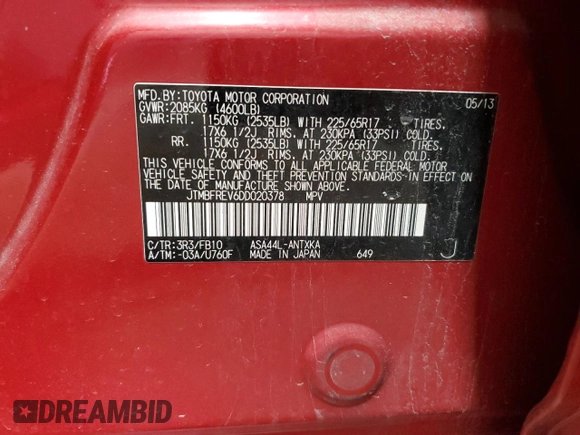 MFD.BY:TOYOTA MOTOR CORPORATION 05/13
GVWR:2085KG (4600LB)
GAWR:FRT. 1150KG (2535LB) WITH 225/65R17 TIRES,
17X6 1/2J RIMS, AT 230KPA (33PSI) COLD.
RR. 1150KG (2535LB) WITH 225/65R17 TIRES,
17X6 1/2J RIMS, AT 230KPA (33PSI) COLD.
THIS VEHICLE CONFORMS TO ALL APPLICABLE FEDERAL MOTOR
VEHICLE SAFETY AND THEFT PREVENTION STANDARDS IN EFFECT
ON THE DATE OF MANUFACTURE SHOWN ABOVE.
JTMBFREV6DD020378 MPV
C/TR:3R3/FB10 ASA44L-ANTXKA J
A/TM:-03A/U760F MADE IN JAPAN 649
DREAMBID